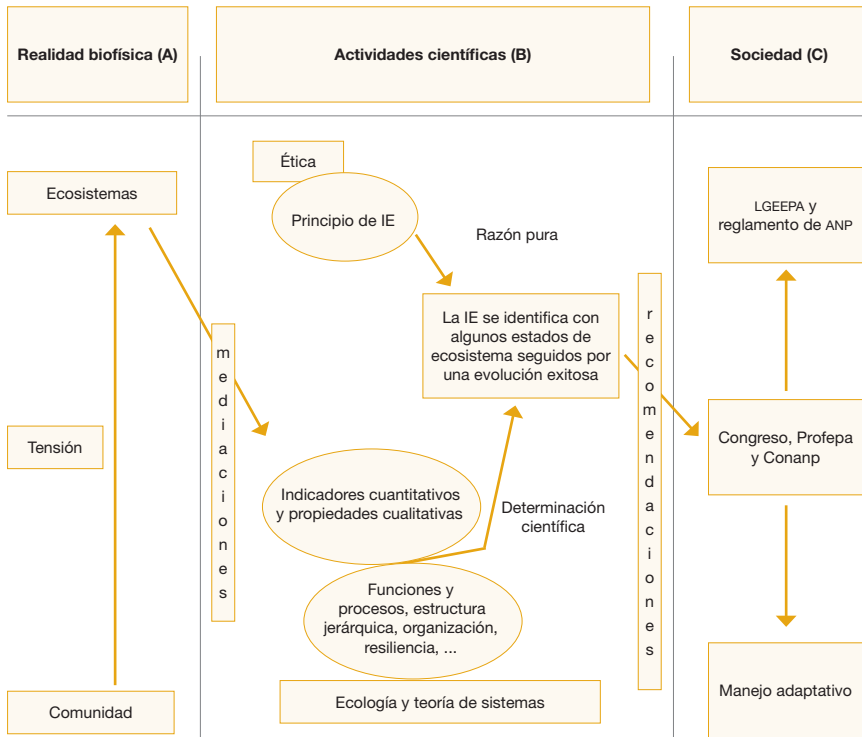 Realidad biofísica (A)
Actividades científicas (B)
Sociedad (C)
Ecosistemas
Tensión
Comunidad
mediaciones
Ética
Principio de IE
Razón pura
La IE se identifica con
algunos estados de
ecosistema seguidos por
una evolución exitosa
Indicadores cuantitativos
y propiedades cualitativas
Determinación
científica
Funciones y
procesos, estructura
jerárquica, organización,
resiliencia, ...
Ecología y teoría de sistemas
recomendaciones
LGEEPA y
reglamento de ANP
Congreso, Profepa
y Conanp
Manejo adaptativo